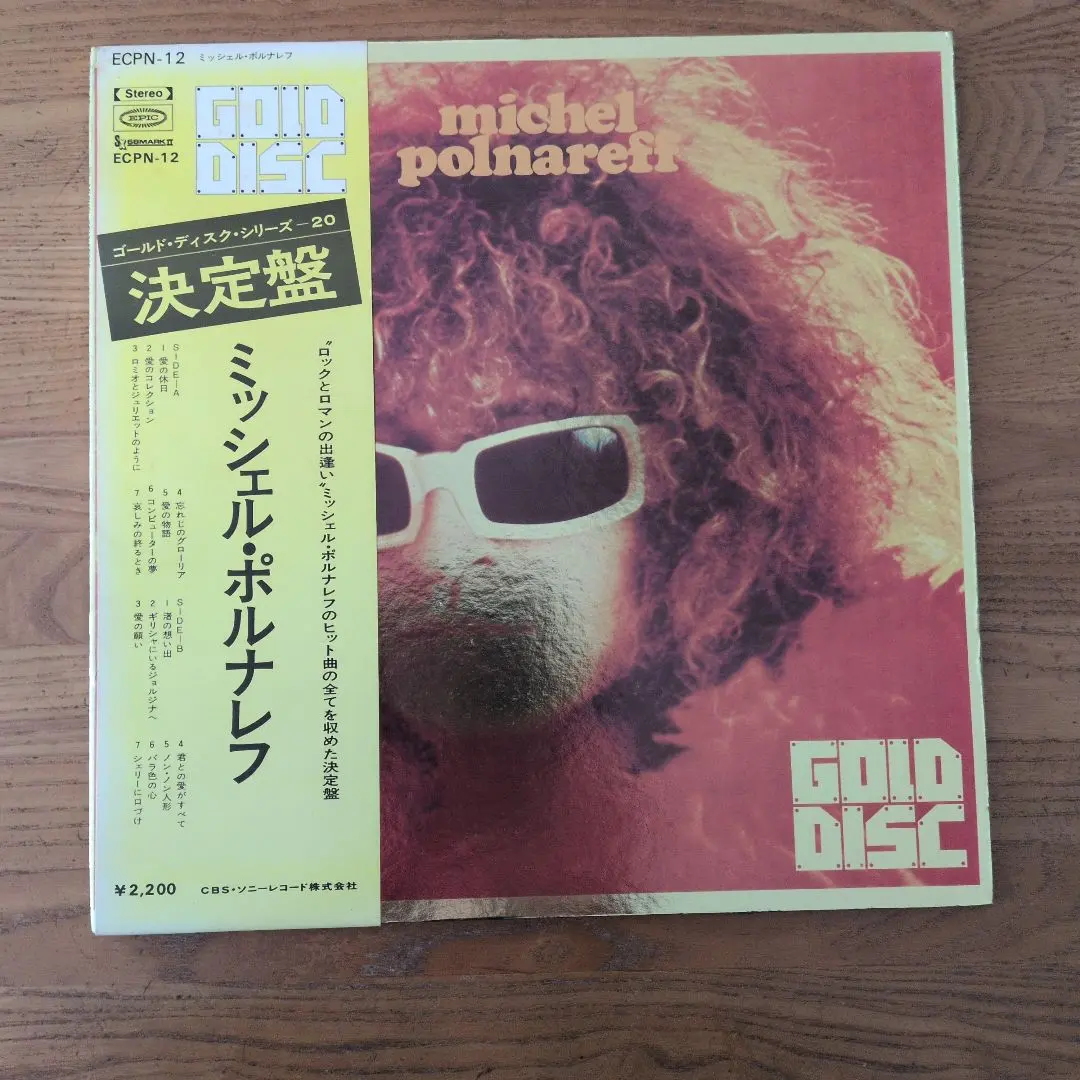 ECPN-12 ミッシェル・ポルナレフ
Stereo
EPIC
SBMARK II
ECPN-12
GOLD
DISC
ゴールド・ディスク・シリーズ―20
決定盤
ミッシェル・ポルナレフ
"ロックとロマンの出逢い"ミッシェル・ポルナレフのヒット曲の全てを収めた決定盤
SIDE―A
1 愛の休日
2 愛のコレクション
3 ロミオとジュリエットのように
4 忘れじのグローリア
5 愛の物語
6 コンピューターの夢
7 哀しみの終るとき
SIDE―B
1 渚の想い出
2 ギリシャにいるジョルジナへ
3 愛の願い
4 君との愛がすべて
5 ノン・ノン人形
6 バラ色の心
7 シェリーに口づけ
¥2,200 CBS・ソニーレコード株式会社
michel
polnareff
GOLD
DISC